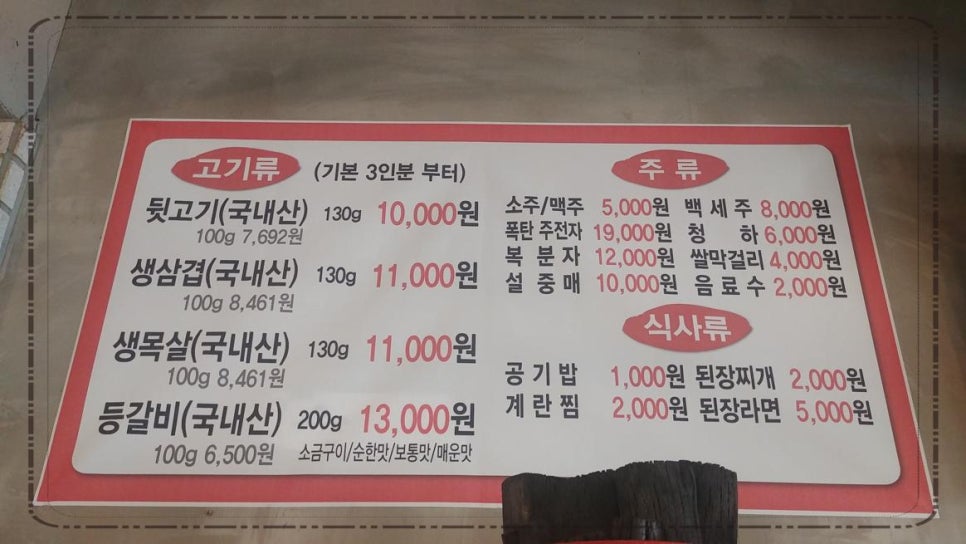 고기류 (기본 3인분 부터)
뒷고기(국내산) 130g 10,000원
100g 7,692원
생삼겹(국내산) 130g 11,000원
100g 8,461원
생목살(국내산) 130g 11,000원
100g 8,461원
등갈비(국내산) 200g 13,000원
100g 6,500원 소금구이/순한맛/보통맛/매운맛
주 류
소주/맥주 5,000원 백 세 주 8,000원
폭탄 주전자 19,000원 청 하 6,000원
복 분 자 12,000원 쌀막걸리 4,000원
설 중 매 10,000원 음 료 수 2,000원
식사류
공 기 밥 1,000원 된장찌개 2,000원
계 란 찜 2,000원 된장라면 5,000원